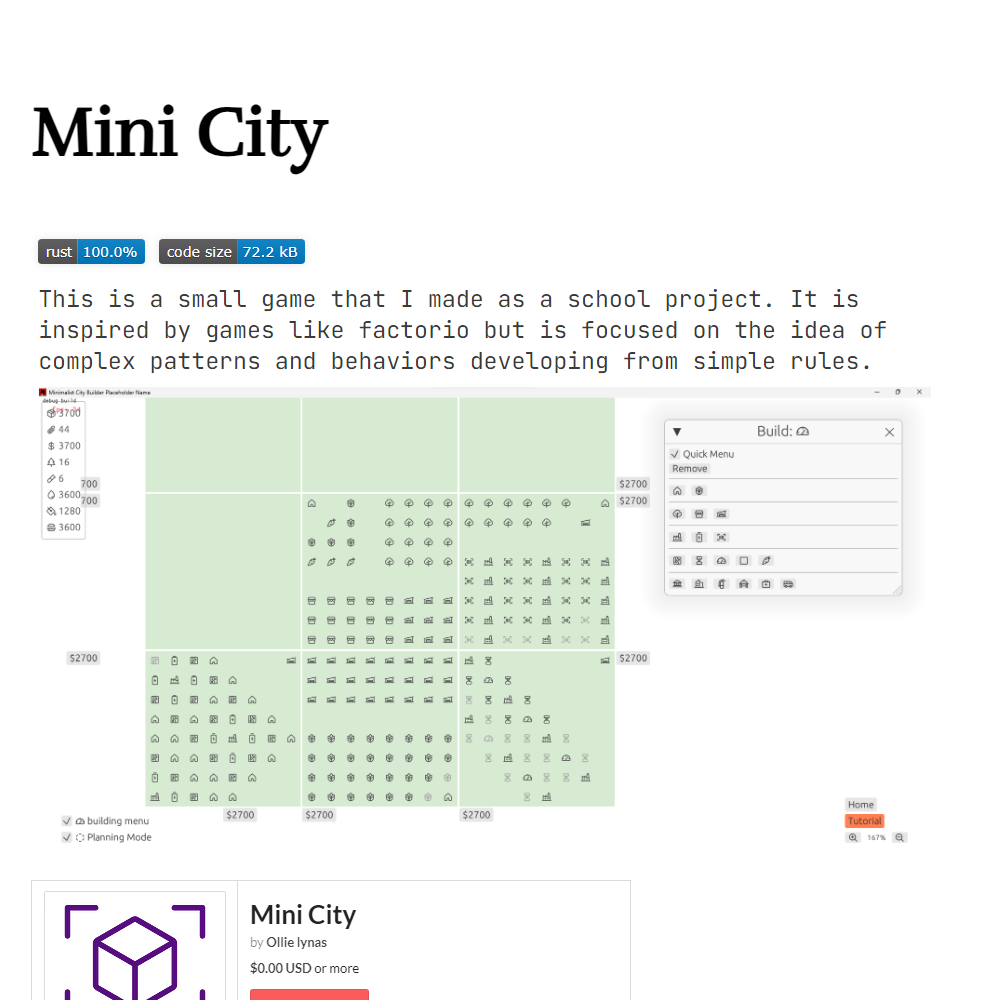 Mini City
rust 100.0% code size 72.2 kB
This is a small game that I made as a school project. It is
inspired by games like factorio but is focused on the idea of
complex patterns and behaviors developing from simple rules.
Minimalist City Builder Placeholder Name
debug build
3700
44
$ 3700
16
6
3600
1280
3600
700
700
$2700
$2700
Build:
Quick Menu
Remove
$2700
$2700
$2700
$2700
$2700
building menu
Planning Mode
Home
Tutorial
167%
Mini City
by Ollie lynas
$0.00 USD or more